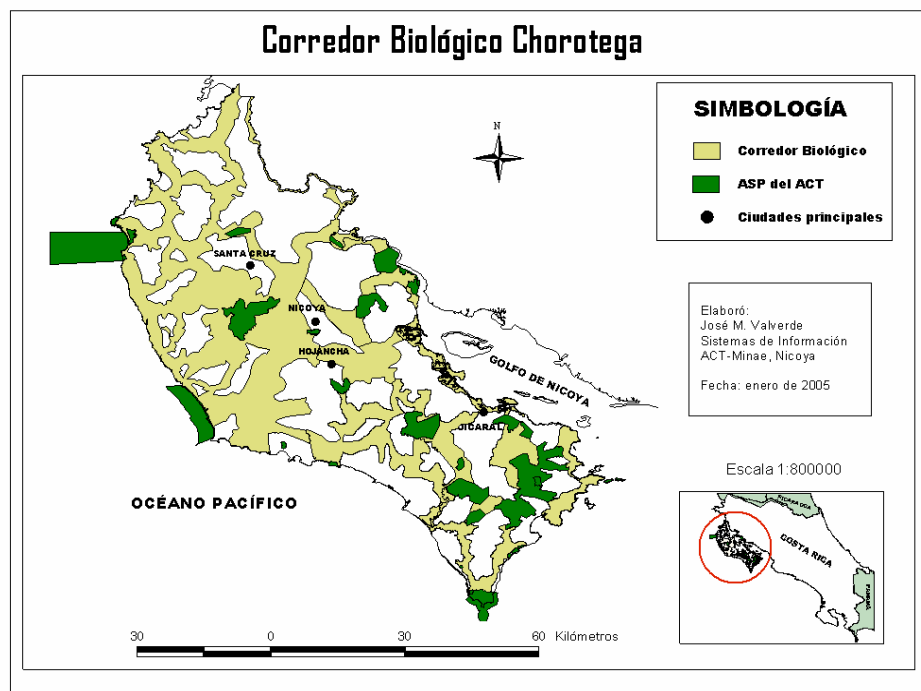 Corredor Biológico Chorotega
SIMBOLOGÍA
Corredor Biológico
ASP del ACT
Ciudades principales
N
SANTA CRUZ
NICOYA
HOJANCHA
GOLFO DE NICOYA
JICARAL
OCÉANO PACÍFICO
Elaboró:
José M. Valverde
Sistemas de Información
ACT-Minae, Nicoya
Fecha: enero de 2005
Escala 1:800000
COSTA RICA
30 0 30 60 Kilómetros